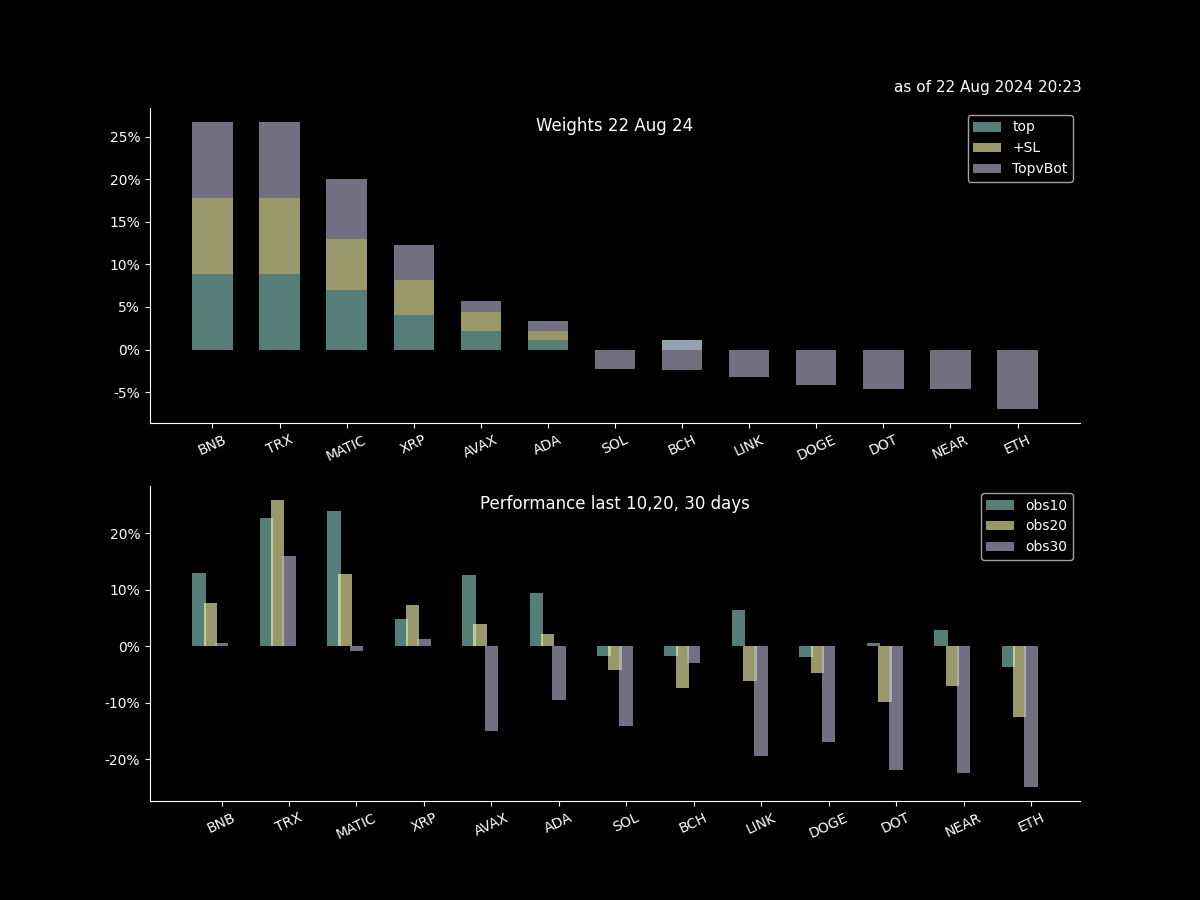 as of 22 Aug 2024 20:23
Weights 22 Aug 24
top
+SL
TopvBot
25%
20%
15%
10%
5%
0%
-5%
BNB TRX MATIC XRP AVAX ADA SOL BCH LINK DOGE DOT NEAR ETH
Performance last 10,20, 30 days
obs10
obs20
obs30
20%
10%
0%
-10%
-20%
BNB TRX MATIC XRP AVAX ADA SOL BCH LINK DOGE DOT NEAR ETH